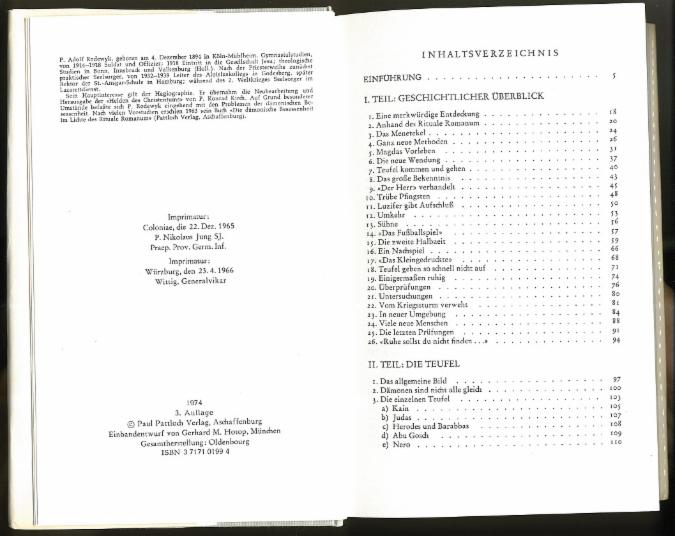 P. Adolf Rodewyk, geboren am 4. Dezember 1894 in Köln-Mühlheim. Gymnasialstudien,
von 1916–1918 Soldat und Offizier; 1918 Eintritt in die Gesellschaft Jesu; theologische
Studien in Bonn, Innsbruck und Valkenburg (Holl.). Nach der Priesterweihe zunächst
praktischer Seelsorger, von 1932–1938 Leiter des Aloisiuskollegs in Godesberg, später
Rektor der St.-Ansgar-Schule in Hamburg; während des 2. Weltkrieges Seelsorger im
Lazarettdienst.
Sein Hauptinteresse gilt der Hagiographie. Er übernahm die Neubearbeitung und
Herausgabe der «Helden des Christentums» von P. Konrad Kirch. Auf Grund besonderer
Umstände befaßte sich P. Rodewyk eingehend mit den Problemen der dämonischen Be-
sessenheit. Nach vielen Vorstudien erschien 1963 sein Buch «Die dämonische Besessenheit
im Lichte des Rituale Romanum» (Pattloch Verlag, Aschaffenburg).
Imprimatur:
Coloniae, die 22. Dez. 1965
P. Nikolaus Jung SJ.
Praep. Prov. Germ. Inf.
Imprimatur:
Würzburg, den 23. 4. 1966
Wittig, Generalvikar
1974
3. Auflage
© Paul Pattloch Verlag, Aschaffenburg
Einbandentwurf von Gerhard M. Hotop, München
Gesamtherstellung: Oldenbourg
ISBN 3 7171 0199 4
INHALTSVERZEICHNIS
EINFÜHRUNG . . . 5
I. TEIL: GESCHICHTLICHER ÜBERBLICK
1. Eine merkwürdige Entdeckung . . . 18
2. Anhand des Rituale Romanum . . . 20
3. Das Menetekel . . . 24
4. Ganz neue Methoden . . . 26
5. Magdas Vorleben . . . 31
6. Die neue Wendung . . . 37
7. Teufel kommen und gehen . . . 40
8. Das große Bekenntnis . . . 43
9. «Der Herr» verhandelt . . . 45
10. Trübe Pfingsten . . . 48
11. Luzifer gibt Aufschluß . . . 50
12. Umkehr . . . 53
13. Sühne . . . 56
14. «Das Fußballspiel» . . . 57
15. Die zweite Halbzeit . . . 59
16. Ein Nachspiel . . . 66
17. «Das Kleingedruckte» . . . 68
18. Teufel geben so schnell nicht auf . . . 71
19. Einigermaßen ruhig . . . 74
20. Überprüfungen . . . 76
21. Untersuchungen . . . 80
22. Vom Kriegssturm verweht . . . 81
23. In neuer Umgebung . . . 84
24. Viele neue Menschen . . . 88
25. Die letzten Prüfungen . . . 91
26. «Ruhe sollst du nicht finden . . .» . . . 94
II. TEIL: DIE TEUFEL
1. Das allgemeine Bild . . . 97
2. Dämonen sind nicht alle gleich . . . 100
3. Die einzelnen Teufel . . . 103
a) Kain . . . 105
b) Judas . . . 107
c) Herodes und Barabbas . . . 108
d) Abu Gosch . . . 109
e) Nero . . . 110